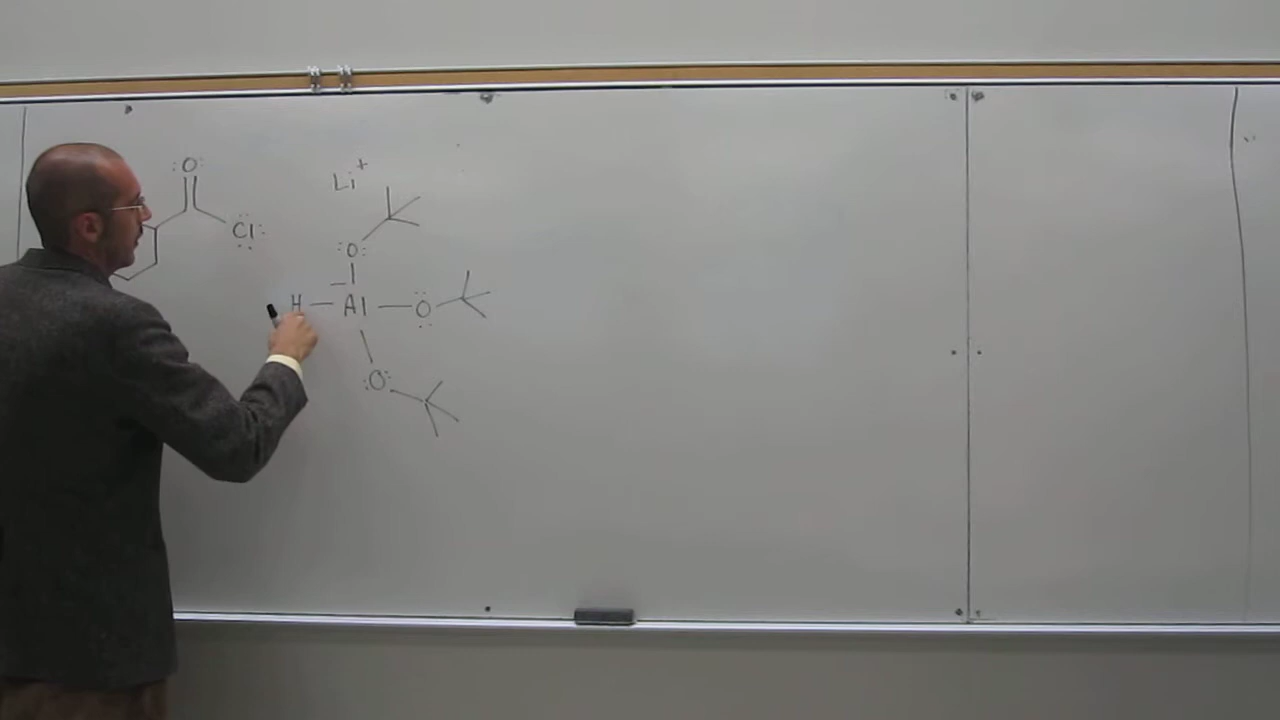 :O:
Li+
Cl:
:O:
H — Al — O
:O: